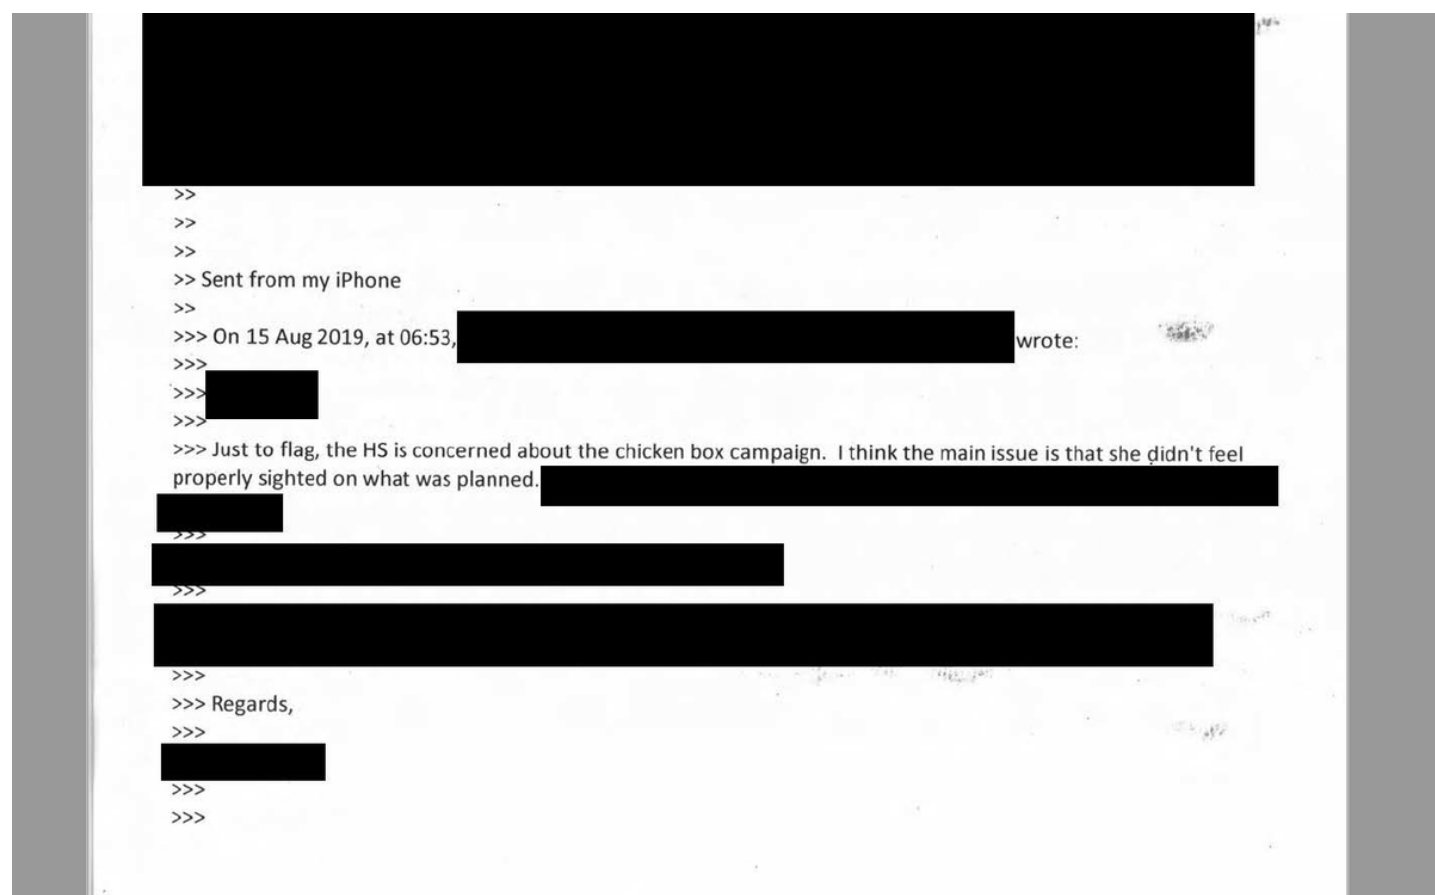 >>
>>
>>
>> Sent from my iPhone
>>
>>> On 15 Aug 2019, at 06:53, wrote:
>>>
>>>
>>>
>>> Just to flag, the HS is concerned about the chicken box campaign.  I think the main issue is that she didn't feel
properly sighted on what was planned.
>>>
>>>
>>>
>>> Regards,
>>>
>>>
>>>